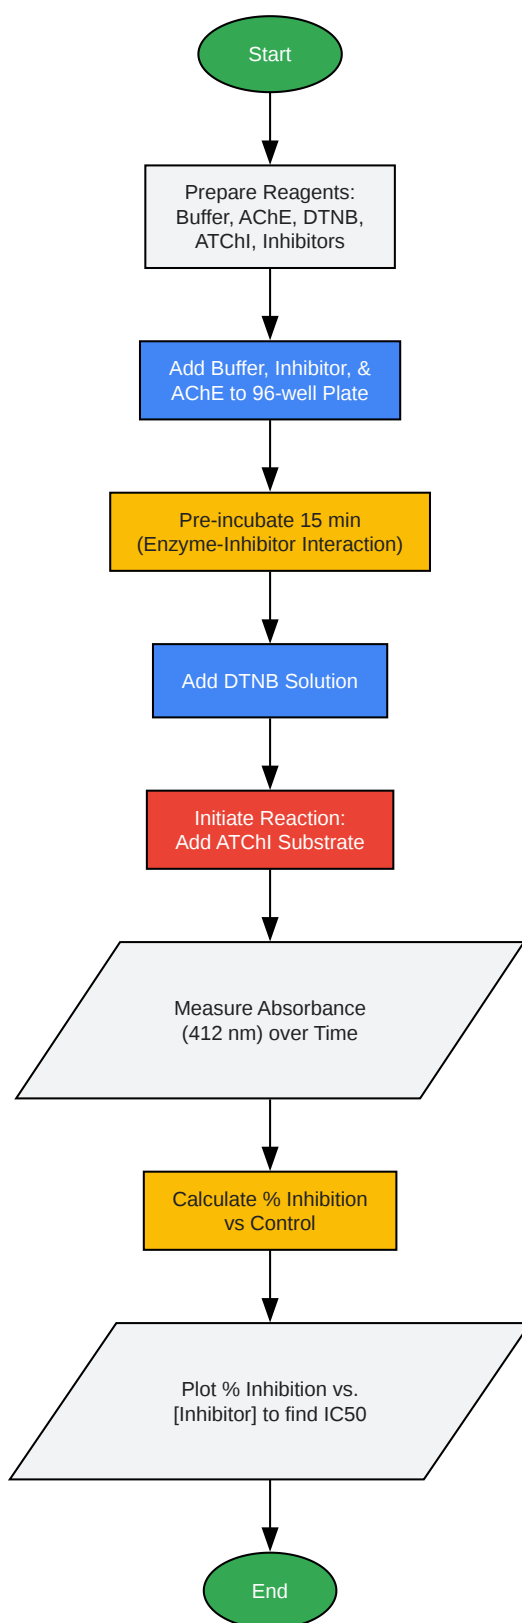 Start
Prepare Reagents:
Buffer, AChE, DTNB,
ATChI, Inhibitors
Add Buffer, Inhibitor, &
AChE to 96-well Plate
Pre-incubate 15 min
(Enzyme-Inhibitor Interaction)
Add DTNB Solution
Initiate Reaction:
Add ATChI Substrate
Measure Absorbance
(412 nm) over Time
Calculate % Inhibition
vs Control
Plot % Inhibition vs.
[Inhibitor] to find IC50
End